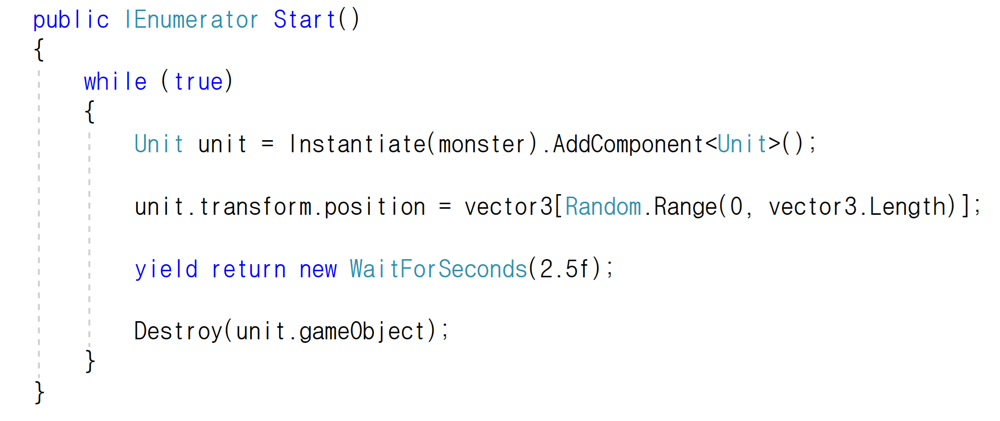 public IEnumerator Start()
{
while (true)
{
Unit unit = Instantiate(monster).AddComponent<Unit>();
unit.transform.position = vector3[Random.Range(0, vector3.Length)];
yield return new WaitForSeconds(2.5f);
Destroy(unit.gameObject);
}
}